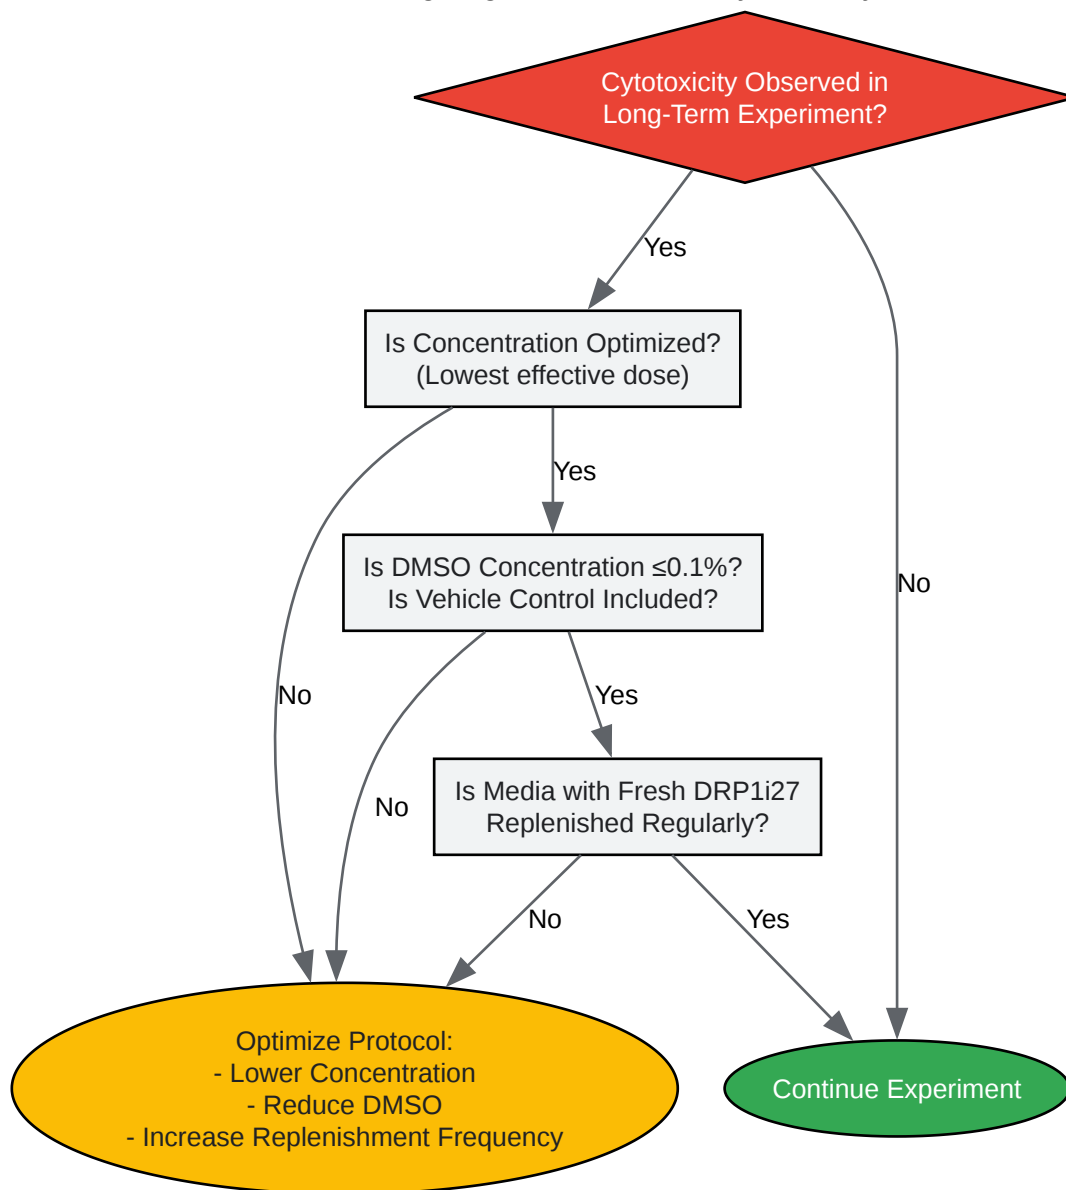 Cytotoxicity Observed in
Long-Term Experiment?
Yes
Is Concentration Optimized?
(Lowest effective dose)
Yes
Is DMSO Concentration ≤0.1%?
Is Vehicle Control Included?
No
No
Yes
Is Media with Fresh DRP1i27
Replenished Regularly?
No
No
Yes
Optimize Protocol:
- Lower Concentration
- Reduce DMSO
- Increase Replenishment Frequency
Continue Experiment